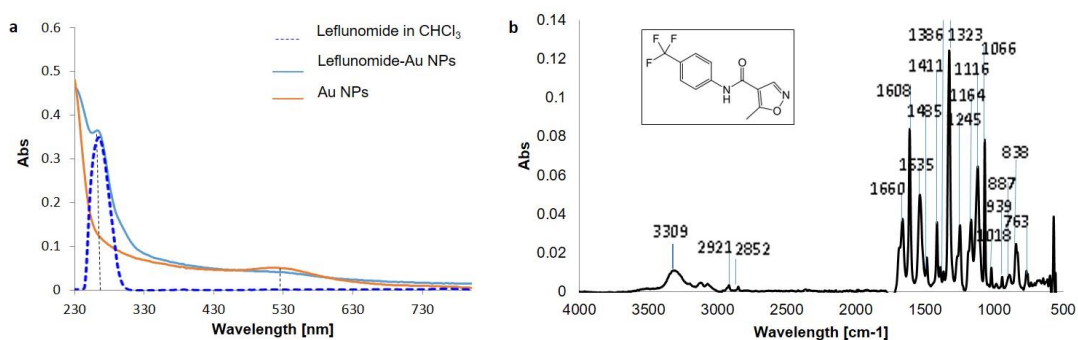 a
0.6
0.5
0.4
0.3
0.2
0.1
0
Abs
230 330 430 530 630 730
Wavelength [nm]
Leflunomide in CHCl3
Leflunomide-Au NPs
Au NPs
b
0.14
0.12
0.1
0.08
0.06
0.04
0.02
0
Abs
4000 3500 3000 2500 2000 1500 1000 500
Wavelength [cm-1]
F
F
F
O
N
H
N
O
3309
2921
2852
1660
1608
1535
1485
1411
1386
1323
1245
1164
1116
1066
1018
939
887
838
763